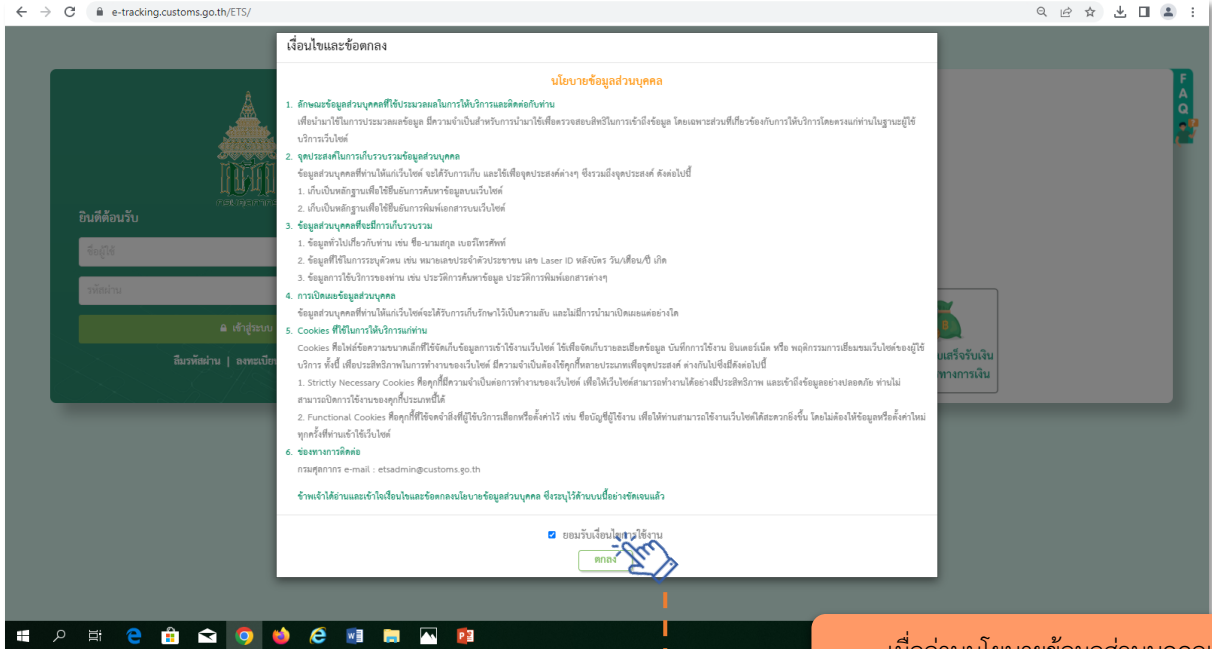 e-tracking.customs.go.th/ETS/
เงื่อนไขและข้อตกลง
นโยบายข้อมูลส่วนบุคคล
1. ลักษณะข้อมูลส่วนบุคคลที่ใช้ประมวลผลในการให้บริการและติดต่อกับท่าน
เพื่อนำมาใช้ในการประมวลผลข้อมูล มีความจำเป็นสำหรับการนำมาใช้เพื่อตรวจสอบสิทธิในการเข้าถึงข้อมูล โดยเฉพาะส่วนที่เกี่ยวข้องกับการให้บริการโดยตรงแก่ท่านในฐานะผู้ใช้
บริการเว็บไซต์
2. จุดประสงค์ในการเก็บรวบรวมข้อมูลส่วนบุคคล
ข้อมูลส่วนบุคคลที่ท่านให้แก่เว็บไซต์ จะได้รับการเก็บ และใช้เพื่อจุดประสงค์ต่างๆ ซึ่งรวมถึงจุดประสงค์ ดังต่อไปนี้
1. เก็บเป็นหลักฐานเพื่อใช้ยืนยันการค้นหาข้อมูลบนเว็บไซต์
2. เก็บเป็นหลักฐานเพื่อใช้ยืนยันการพิมพ์เอกสารบนเว็บไซต์
3. ข้อมูลส่วนบุคคลที่จะมีการเก็บรวบรวม
1. ข้อมูลทั่วไปเกี่ยวกับท่าน เช่น ชื่อ-นามสกุล เบอร์โทรศัพท์
2. ข้อมูลที่ใช้ในการระบุตัวตน เช่น หมายเลขประจำตัวประชาชน เลข Laser ID หลังบัตร วัน/เดือน/ปี เกิด
3. ข้อมูลการใช้บริการของท่าน เช่น ประวัติการค้นหาข้อมูล ประวัติการพิมพ์เอกสารต่างๆ
4. การเปิดเผยข้อมูลส่วนบุคคล
ข้อมูลส่วนบุคคลที่ท่านให้แก่เว็บไซต์จะได้รับการเก็บรักษาไว้เป็นความลับ และไม่มีการนำมาเปิดเผยแต่อย่างใด
5. Cookies ที่ใช้ในการให้บริการแก่ท่าน
Cookies คือไฟล์ข้อความขนาดเล็กที่ใช้จัดเก็บข้อมูลการเข้าใช้งานเว็บไซต์ ใช้เพื่อจัดเก็บรายละเอียดข้อมูล บันทึกการใช้งาน อินเตอร์เน็ต หรือ พฤติกรรมการเยี่ยมชมเว็บไซต์ของผู้ใช้
บริการ ทั้งนี้ เพื่อประสิทธิภาพในการทำงานของเว็บไซต์ มีความจำเป็นต้องใช้คุกกี้หลายประเภทเพื่อจุดประสงค์ ต่างกันไปซึ่งมีดังต่อไปนี้
1. Strictly Necessary Cookies คือคุกกี้มีความจำเป็นต่อการทำงานของเว็บไซต์ เพื่อให้เว็บไซต์สามารถทำงานได้อย่างมีประสิทธิภาพ และเข้าถึงข้อมูลอย่างปลอดภัย ท่านไม่
สามารถปิดการใช้งานของคุกกี้ประเภทนี้ได้
2. Functional Cookies คือคุกกี้ที่ใช้จดจำสิ่งที่ผู้ใช้บริการเลือกหรือตั้งค่าไว้ เช่น ชื่อบัญชีผู้ใช้งาน เพื่อให้ท่านสามารถใช้งานเว็บไซต์ได้สะดวกยิ่งขึ้น โดยไม่ต้องให้ข้อมูลหรือตั้งค่าใหม่
ทุกครั้งที่ท่านเข้าใช้เว็บไซต์
6. ช่องทางการติดต่อ
กรมศุลกากร e-mail : etsadmin@customs.go.th
ข้าพเจ้าได้อ่านและเข้าใจเงื่อนไขและข้อตกลงนโยบายข้อมูลส่วนบุคคล ซึ่งระบุไว้ด้านบนนี้อย่างชัดเจนแล้ว
ยอมรับเงื่อนไขการใช้งาน
ตกลง
ยินดีต้อนรับ
ชื่อผู้ใช้
รหัสผ่าน
เข้าสู่ระบบ
ลืมรหัสผ่าน | ลงทะเบียน
FAQ